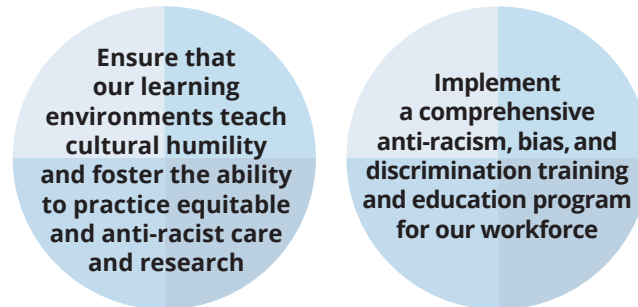 Ensure that
our learning
environments teach
cultural humility
and foster the ability
to practice equitable
and anti-racist care
and research
Implement
a comprehensive
anti-racism, bias, and
discrimination training
and education program
for our workforce